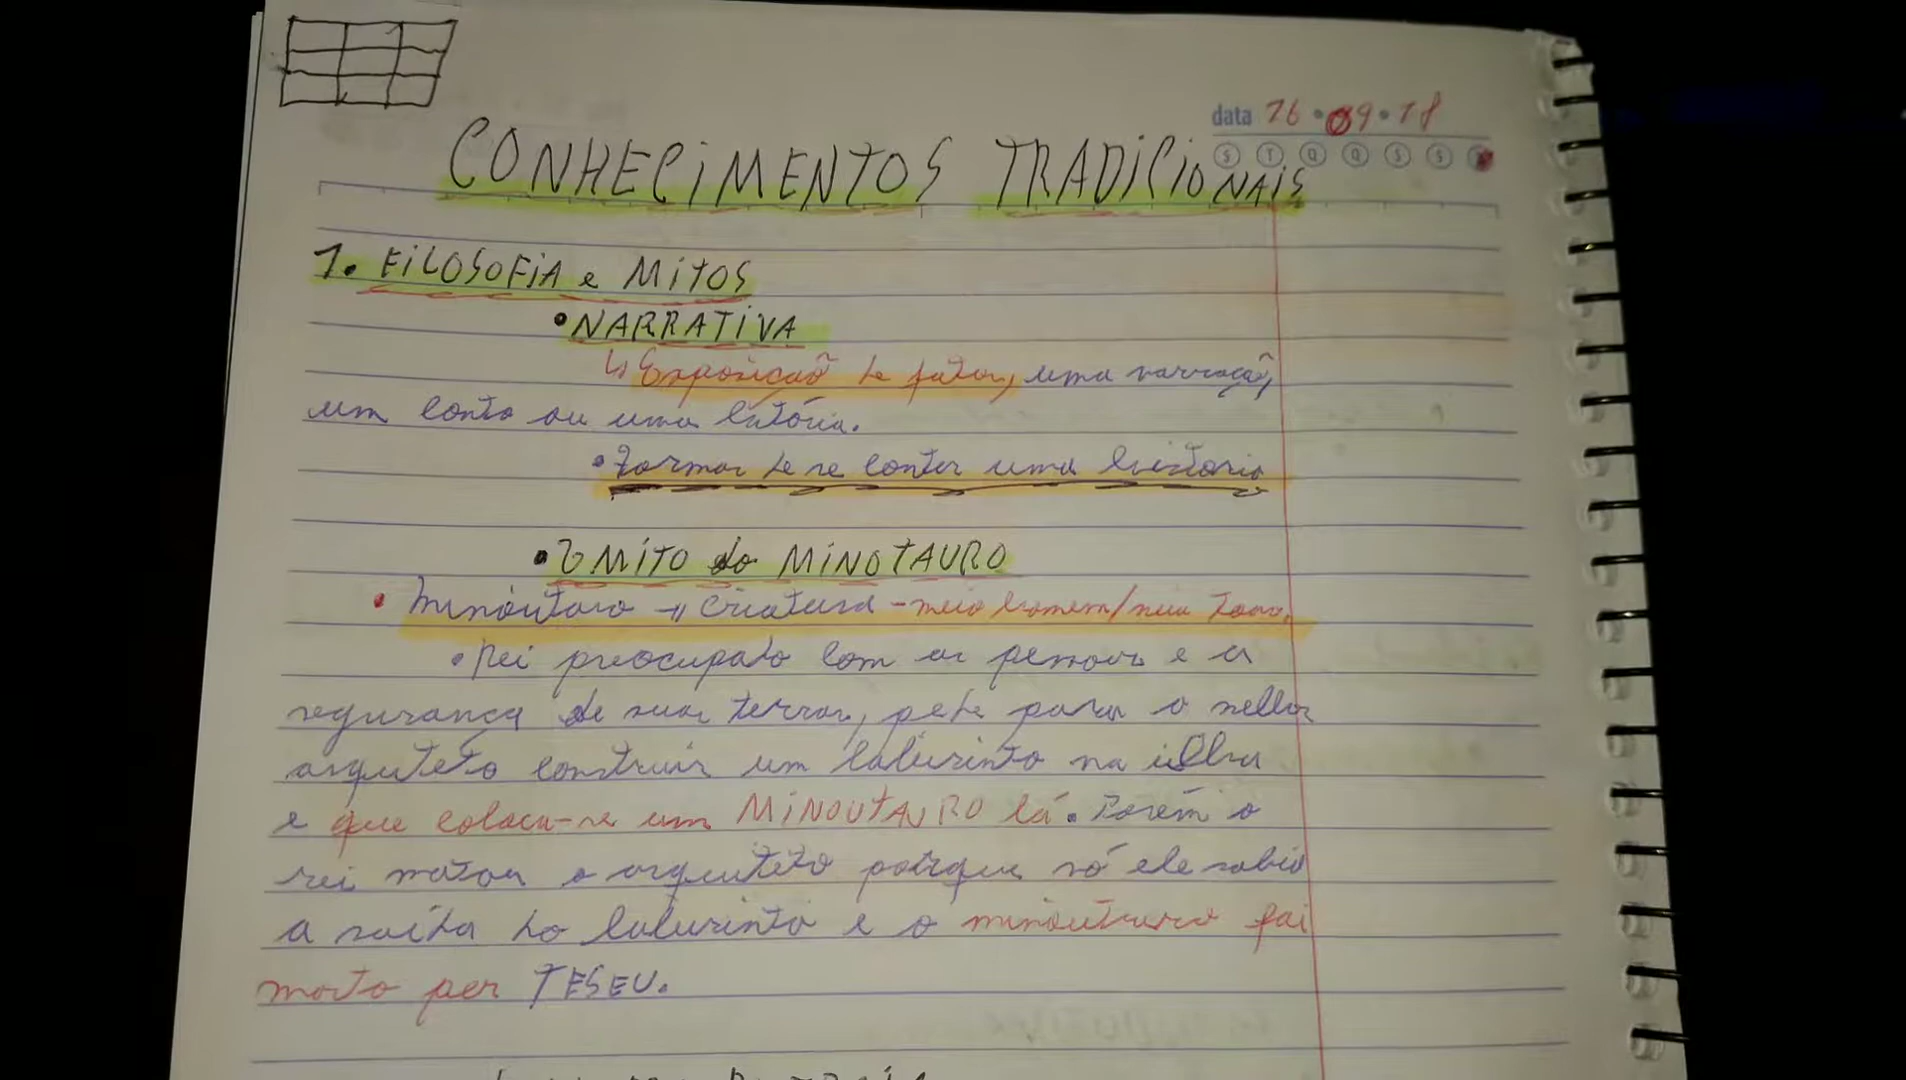 data 16 • 09 • 18
S T Q Q S S D
CONHECIMENTOS TRADICIONAIS
1. FILOSOFIA e MITOS
• NARRATIVA
↳ Exposição de fatos, uma narração,
um conto ou uma história.
• Formas de se contar uma história
• O MITO do MINOTAURO
• Minoutauro → Criatura - meio homem/meio Touro.
• Rei preocupado com as pessoas e a
segurança de suas terras, pede para o melhor
arquiteto construir um labirinto na ilha
e que coloca-se um MINOUTAURO lá. Porém o
rei matou o arquiteto porque só ele sabia
a saída do labirinto e o minoutauro foi
morto por TESEU.